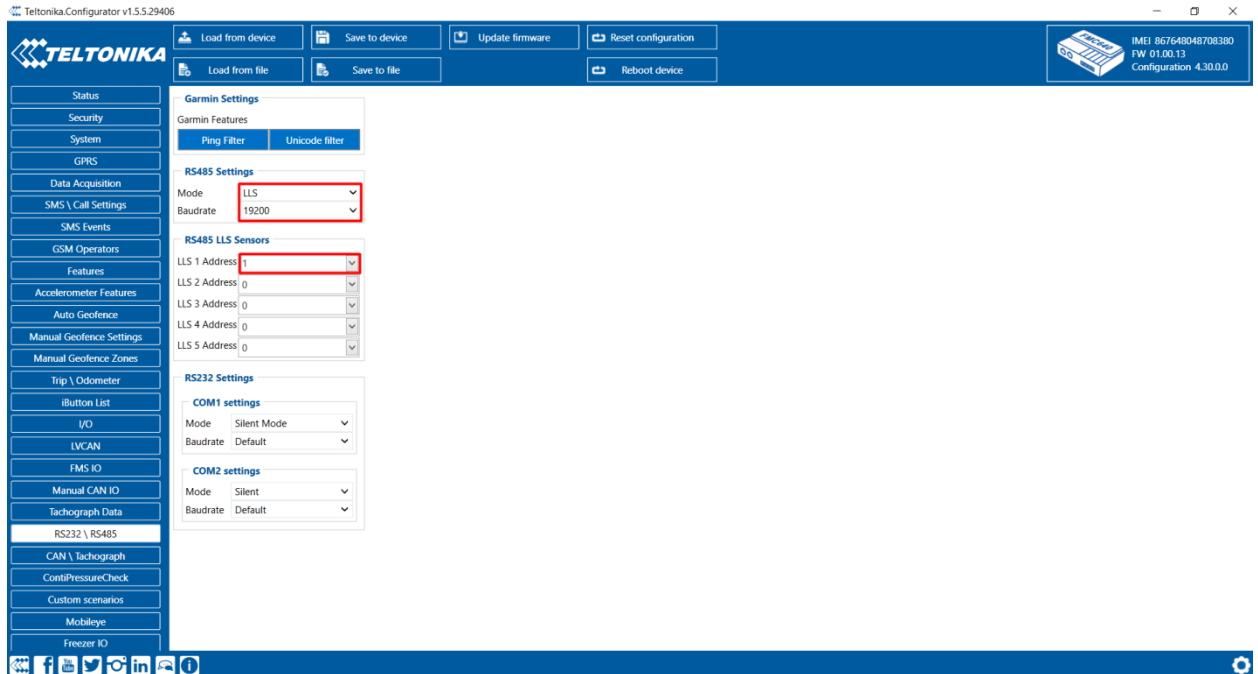 Teltonika.Configurator v1.5.5.29406
TELTONIKA
Load from device
Save to device
Update firmware
Reset configuration
Load from file
Save to file
Reboot device
FMC640
IMEI 867648048708380
FW 01.00.13
Configuration 4.30.0.0
Status
Security
System
GPRS
Data Acquisition
SMS \ Call Settings
SMS Events
GSM Operators
Features
Accelerometer Features
Auto Geofence
Manual Geofence Settings
Manual Geofence Zones
Trip \ Odometer
iButton List
I/O
LVCAN
FMS IO
Manual CAN IO
Tachograph Data
RS232 \ RS485
CAN \ Tachograph
ContiPressureCheck
Custom scenarios
Mobileye
Freezer IO
Garmin Settings
Garmin Features
Ping Filter Unicode filter
RS485 Settings
Mode LLS
Baudrate 19200
RS485 LLS Sensors
LLS 1 Address 1
LLS 2 Address 0
LLS 3 Address 0
LLS 4 Address 0
LLS 5 Address 0
RS232 Settings
COM1 settings
Mode Silent Mode
Baudrate Default
COM2 settings
Mode Silent
Baudrate Default